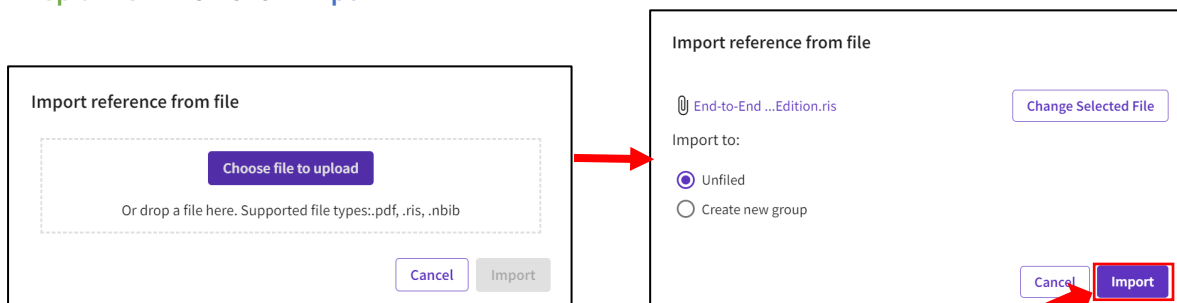 Import reference from file
Choose file to upload
Or drop a file here. Supported file types:.pdf, .ris, .nbib
Cancel
Import
Import reference from file
End-to-End ...Edition.ris
Change Selected File
Import to:
Unfiled
Create new group
Cancel
Import